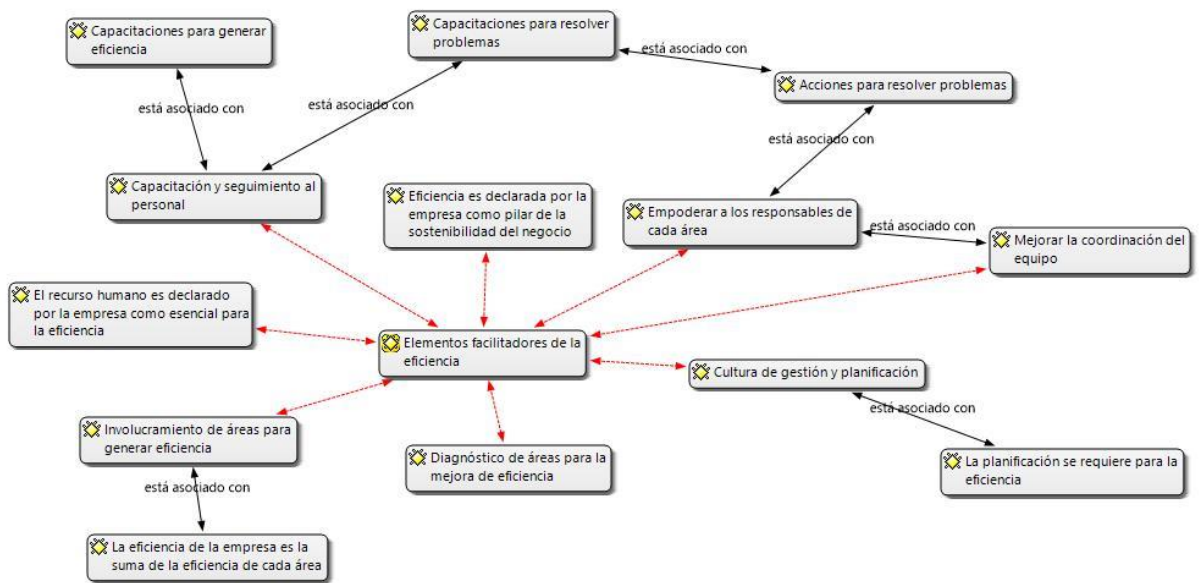 Capacitaciones para generar
eficiencia
Capacitaciones para resolver
problemas
está asociado con
Acciones para resolver problemas
está asociado con
está asociado con
está asociado con
Capacitación y seguimiento al
personal
Eficiencia es declarada por la
empresa como pilar de la
sostenibilidad del negocio
Empoderar a los responsables de
cada área
está asociado con
Mejorar la coordinación del
equipo
El recurso humano es declarado
por la empresa como esencial para
la eficiencia
Elementos facilitadores de la
eficiencia
Cultura de gestión y planificación
está asociado con
Involucramiento de áreas para
generar eficiencia
Diagnóstico de áreas para la
mejora de eficiencia
La planificación se requiere para la
eficiencia
está asociado con
La eficiencia de la empresa es la
suma de la eficiencia de cada área